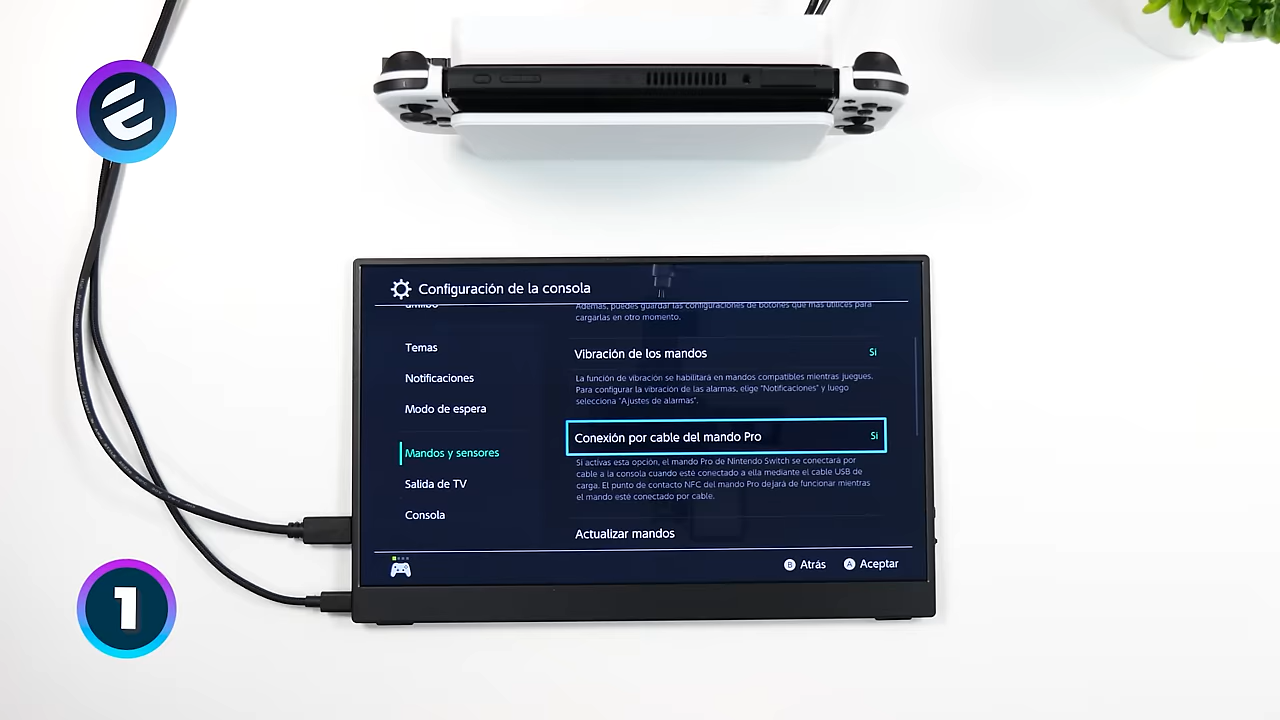 Configuración de la consola
amiibo
Temas
Notificaciones
Modo de espera
Mandos y sensores
Salida de TV
Consola
Además, puedes guardar las configuraciones de botones que más utilices para
cargarlas en otro momento.
Vibración de los mandos
Sí
La función de vibración se habilitará en mandos compatibles mientras juegues.
Para configurar la vibración de las alarmas, elige "Notificaciones" y luego
selecciona "Ajustes de alarmas".
Conexión por cable del mando Pro
Sí
Si activas esta opción, el mando Pro de Nintendo Switch se conectará por
cable a la consola cuando esté conectado a ella mediante el cable USB de
carga. El punto de contacto NFC del mando Pro dejará de funcionar mientras
el mando esté conectado por cable.
Actualizar mandos
B Atrás
A Aceptar
1